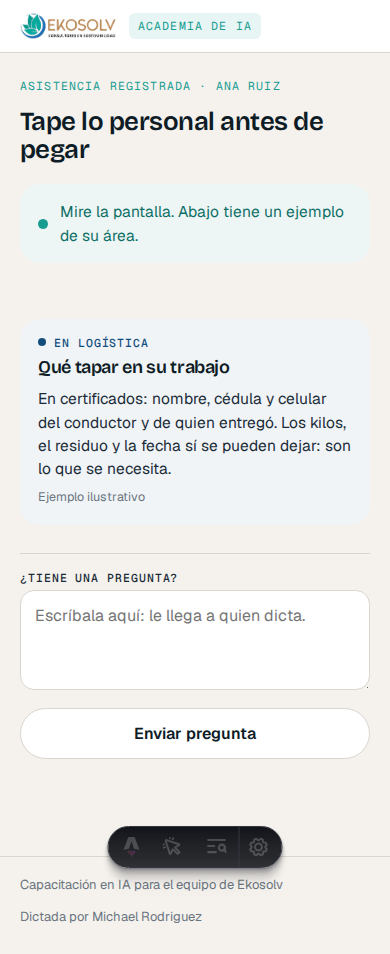 EKOSOLV
ACADEMIA DE IA
ASISTENCIA REGISTRADA · ANA RUIZ
Tape lo personal antes de
pegar
Mire la pantalla. Abajo tiene un ejemplo
de su área.
EN LOGÍSTICA
Qué tapar en su trabajo
En certificados: nombre, cédula y celular
del conductor y de quien entregó. Los kilos,
el residuo y la fecha sí se pueden dejar: son
lo que se necesita.
Ejemplo ilustrativo
¿TIENE UNA PREGUNTA?
Escríbala aquí: le llega a quien dicta.
Enviar pregunta
Capacitación en IA para el equipo de Ekosolv
Dictada por Michael Rodriguez